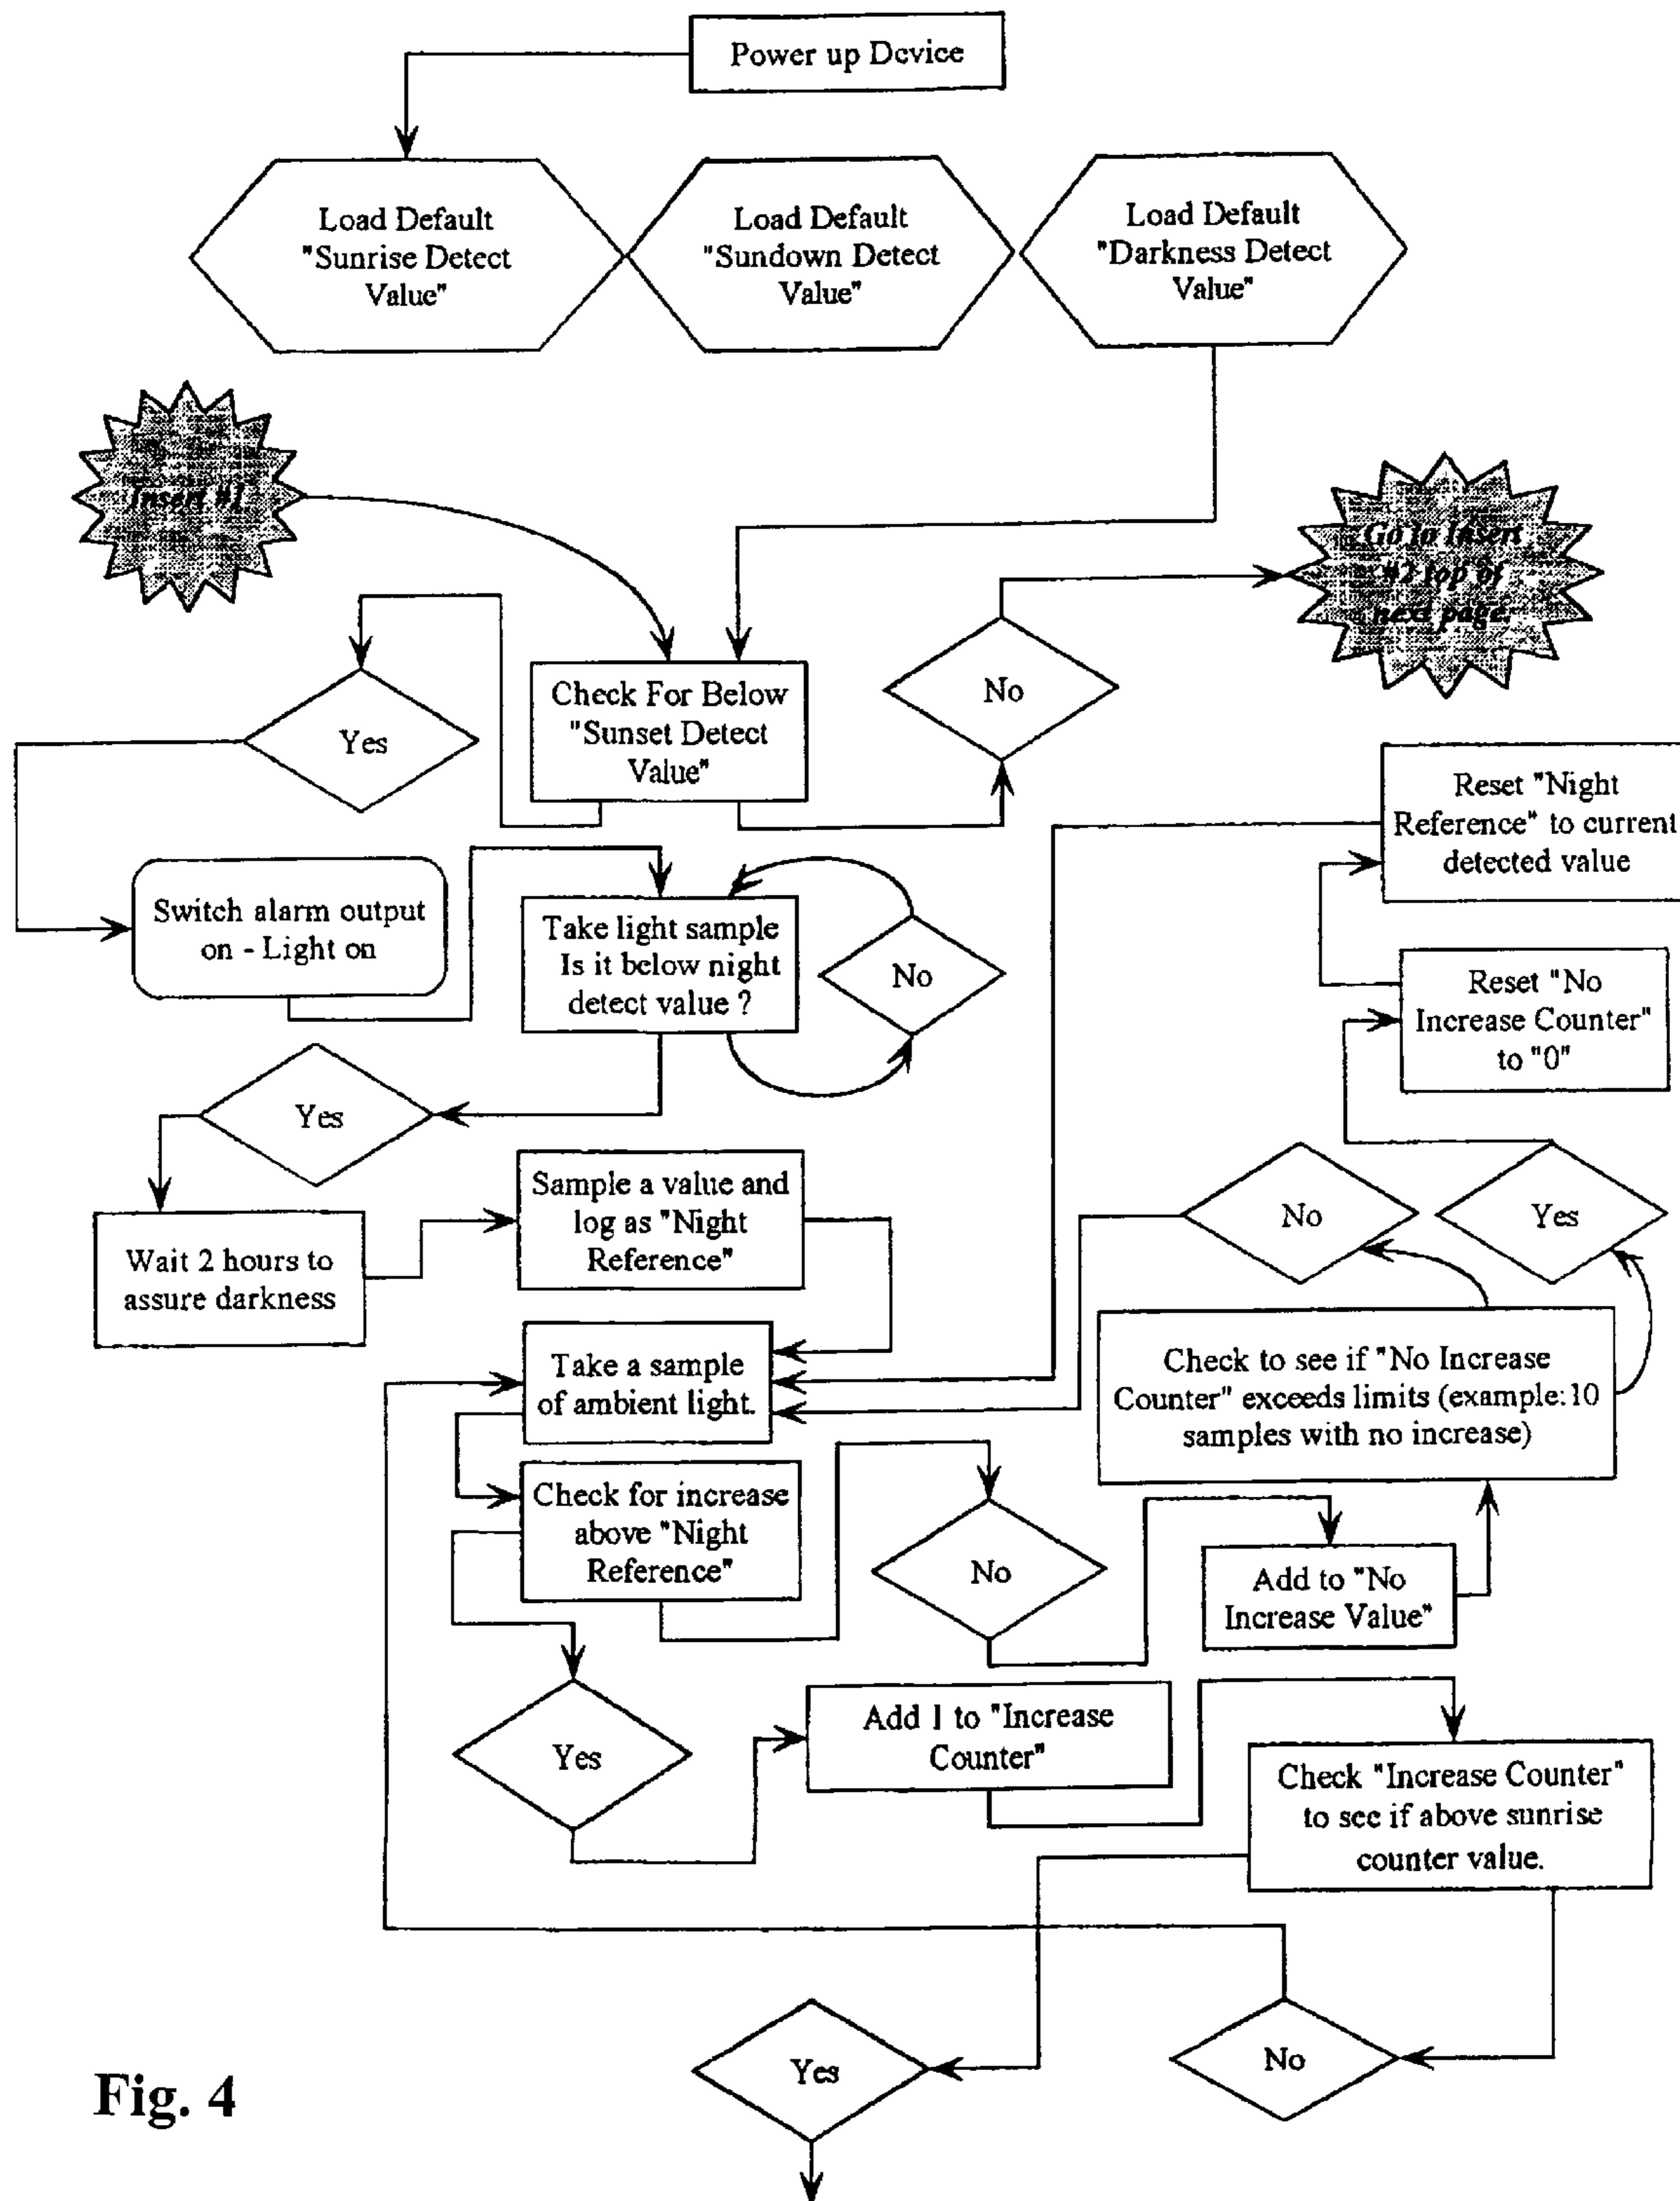 Power up Device
Load Default
"Sunrise Detect
Value"
Load Default
"Sundown Detect
Value"
Load Default
"Darkness Detect
Value"
Insert #1
Go to Insert
#2 top of
next page.
Yes
Check For Below
"Sunset Detect
Value"
No
Reset "Night
Reference" to current
detected value
Switch alarm output
on - Light on
Take light sample
Is it below night
detect value ?
No
Reset "No
Increase Counter"
to "0"
Yes
Wait 2 hours to
assure darkness
Sample a value and
log as "Night
Reference"
No
Yes
Take a sample
of ambient light.
Check to see if "No Increase
Counter" exceeds limits (example:10
samples with no increase)
Check for increase
above "Night
Reference"
No
Add to "No
Increase Value"
Yes
Add 1 to "Increase
Counter"
Check "Increase Counter"
to see if above sunrise
counter value.
Yes
No
Fig. 4